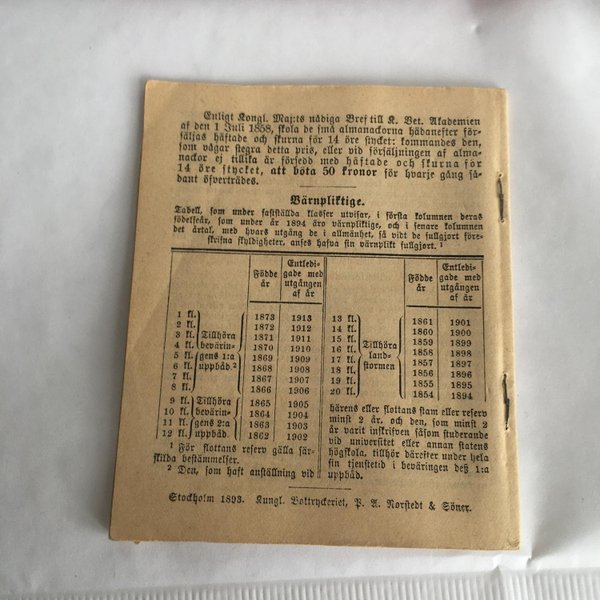 Enligt Kongl. Maj:ts nådiga Bref till K. Vet. Akademien
af den 1 Juli 1858, skola de små almanackorna hädanefter för-
säljas häftade och skurna för 14 öre stycket: kommandes den,
som vågar stegra detta pris, eller vid försäljningen af alma-
nackor ej tillika är försedd med häftade och skurna för
14 öre stycket, att böta 50 kronor för hvarje gång så-
dant öfverträdes.
Värnpliktige.
Tabell, som under fastställda klasser utvisar, i första kolumnen deras
födelseår, som under år 1894 äro värnpliktige, och i senare kolumnen
det årtal, med hvars utgång de i allmänhet, så vidt de fullgjort före-
skrifna skyldigheter, anses hafva sin värnplikt fullgjort.¹
Födde år
Entledi-gade med utgången af år
1 kl. 1873 1913
2 kl. 1872 1912
3 kl. 1871 1911
4 kl. 1870 1910
5 kl. 1869 1909
6 kl. 1868 1908
7 kl. 1867 1907
8 kl. 1866 1906
Tillhöra
bevärin-
gens 1:a
uppbåd.²
9 kl. 1865 1905
10 kl. 1864 1904
11 kl. 1863 1903
12 kl. 1862 1902
Tillhöra
bevärin-
gens 2:a
uppbåd.
¹ För flottans reserv gälla sär-
skilda bestämmelser.
² Den, som haft anställning vid
Födde år
Entledi-gade med utgången af år
13 kl. 1861 1901
14 kl. 1860 1900
15 kl. 1859 1899
16 kl. 1858 1898
17 kl. 1857 1897
18 kl. 1856 1896
19 kl. 1855 1895
20 kl. 1854 1894
Tillhöra
land-
stormen
härens eller flottans stam eller reserv
minst 2 år, och den, som minst 2
år varit inskrifven såsom studerande
vid universitet eller annan statens
högskola, tillhör därefter under hela
sin tjenstetid i beväringen deß 1:a
uppbåd.
Stockholm 1893. Kungl. Boktryckeriet, P. A. Norstedt & Söner.